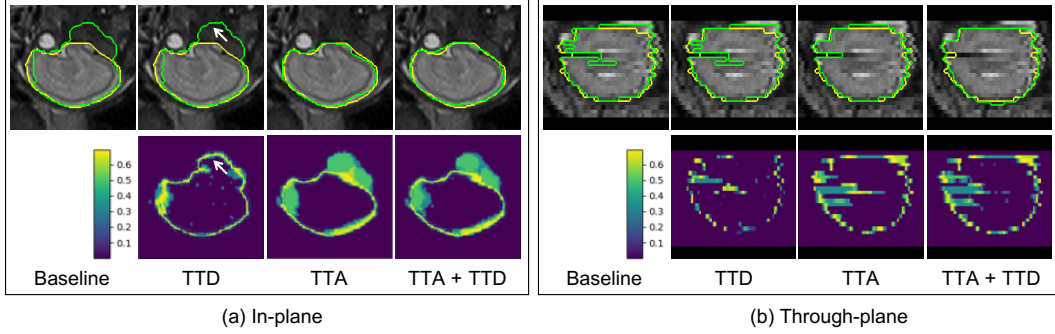 0.6
0.5
0.4
0.3
0.2
0.1
Baseline
TTD
TTA
TTA + TTD
0.6
0.5
0.4
0.3
0.2
0.1
Baseline
TTD
TTA
TTA + TTD
(a) In-plane
(b) Through-plane